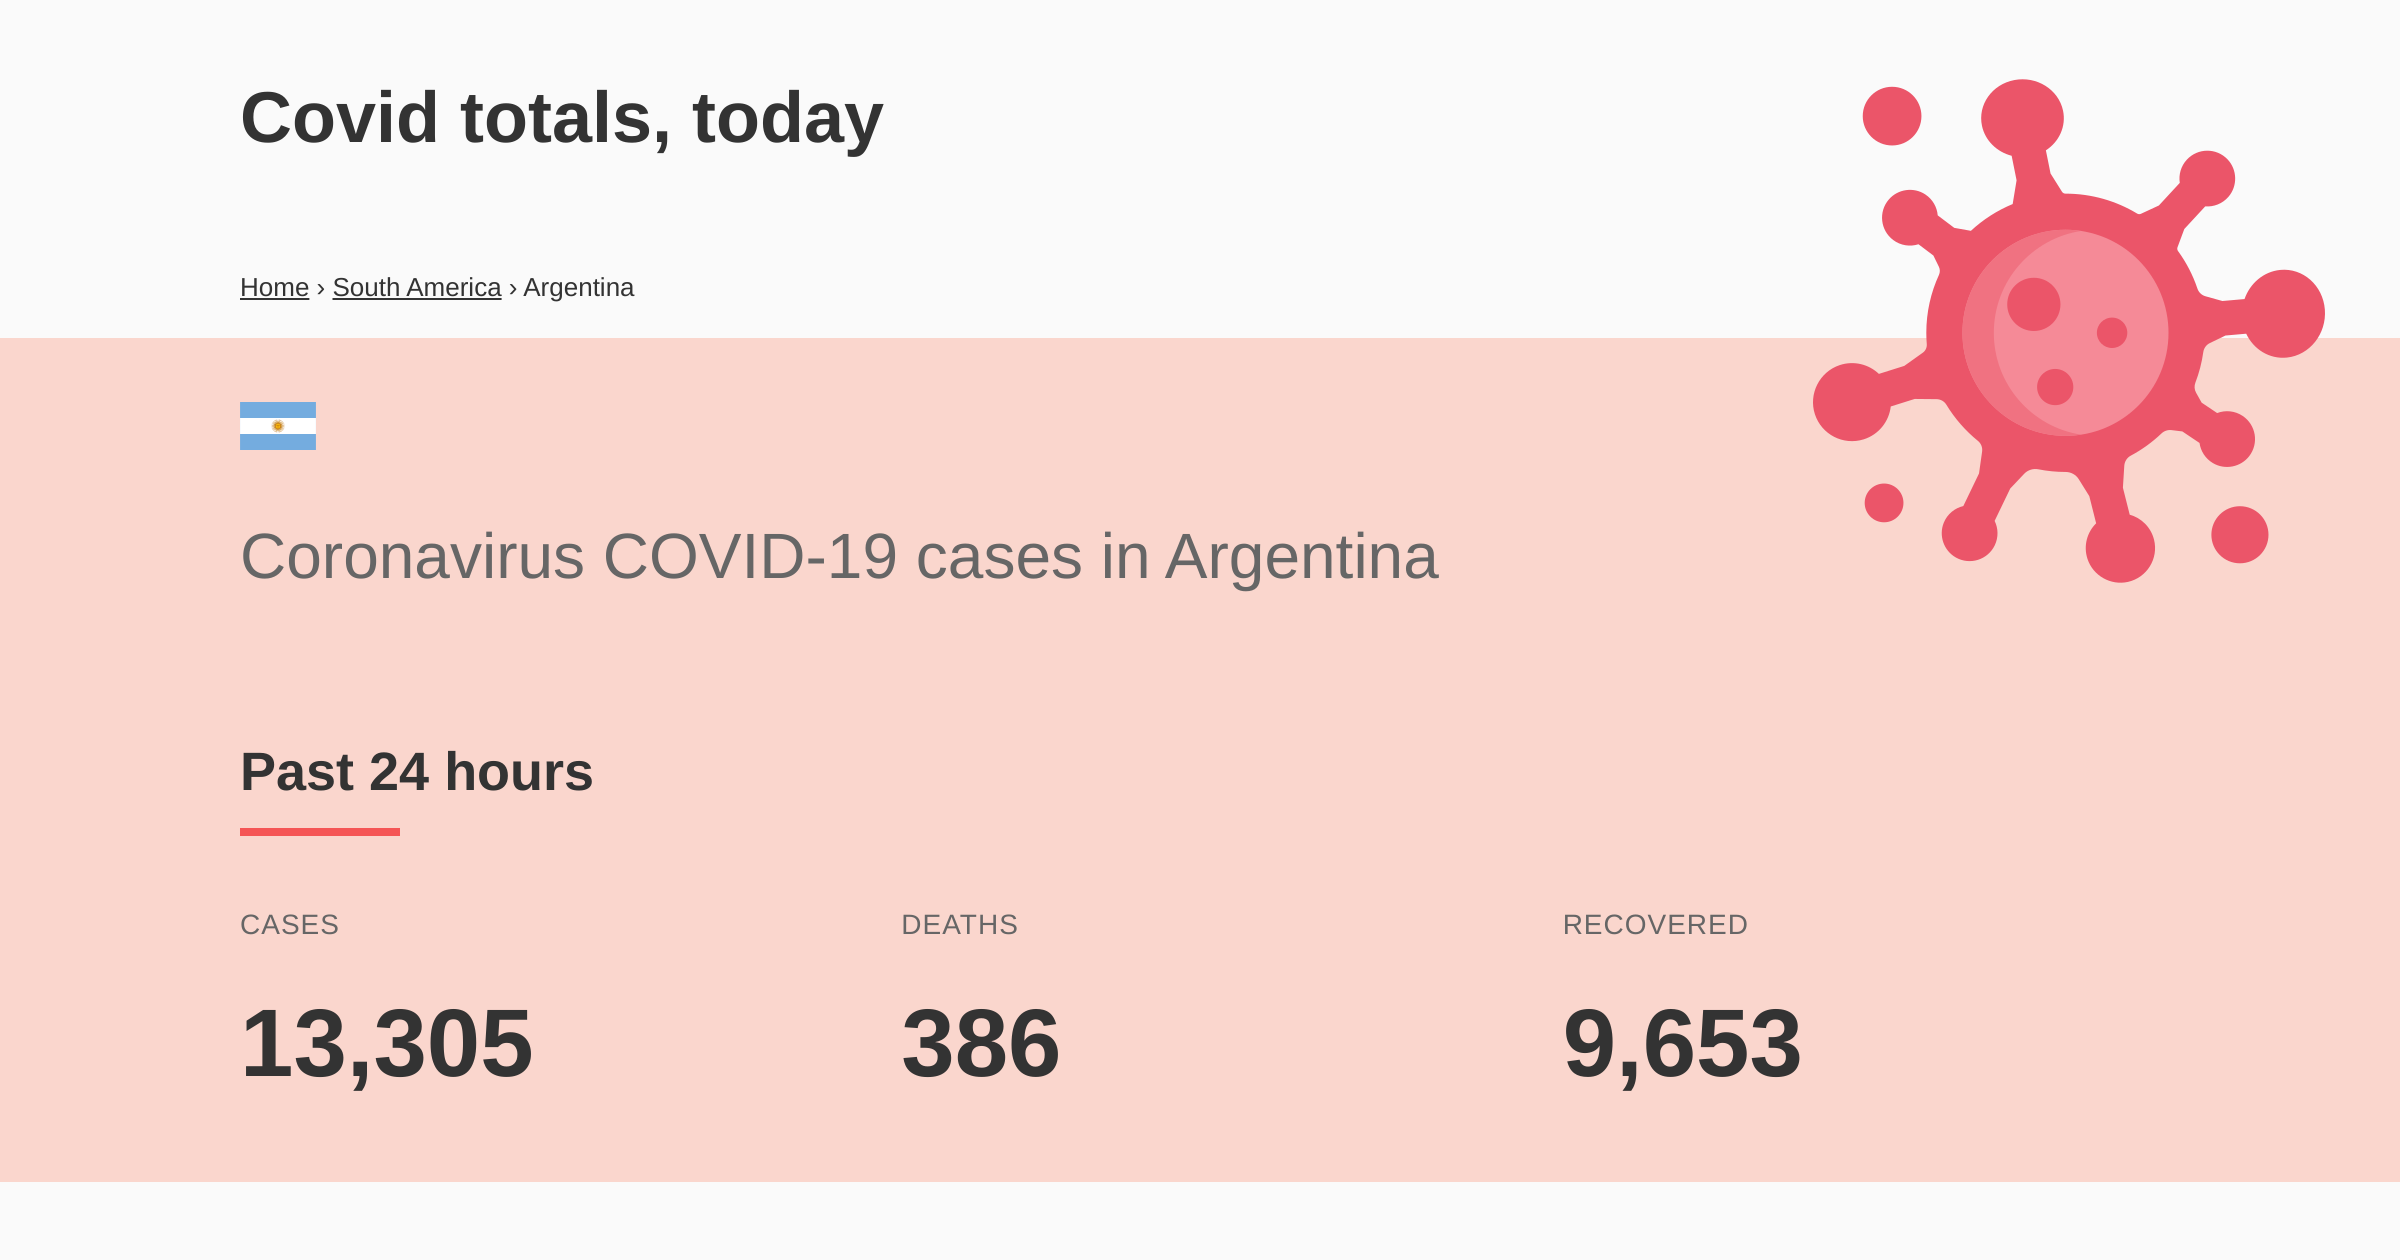 Covid totals, today
Home › South America › Argentina
Coronavirus COVID-19 cases in Argentina
Past 24 hours
CASES
DEATHS
RECOVERED
13,305
386
9,653